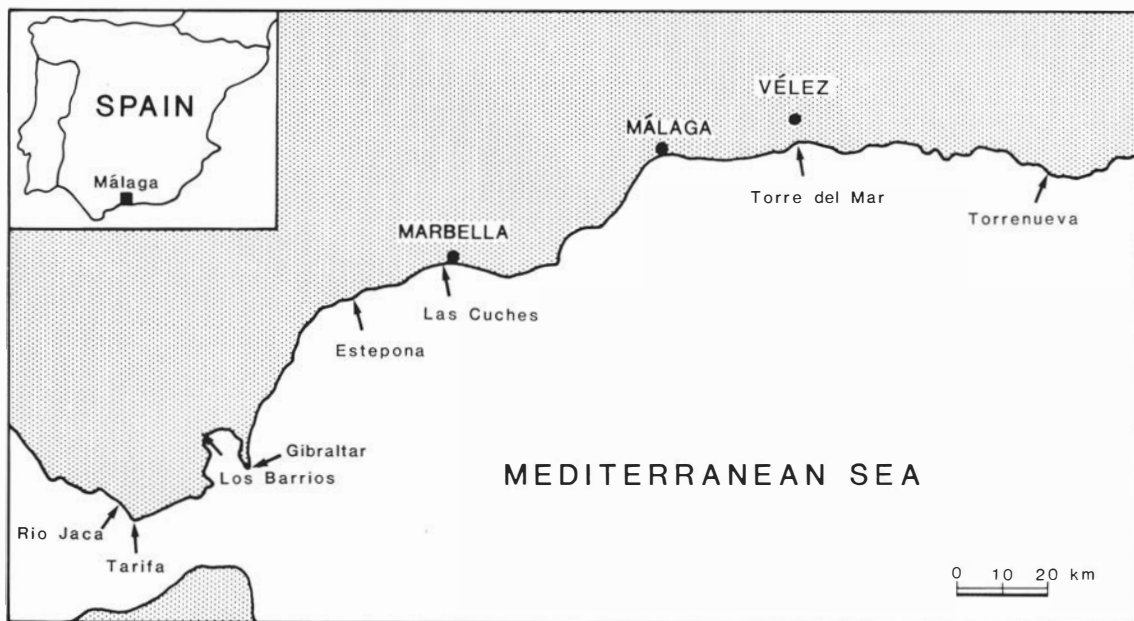 SPAIN
Málaga
VÉLEZ
MÁLAGA
Torre del Mar
Torrenueva
MARBELLA
Las Cuches
Estepona
Gibraltar
Los Barrios
MEDITERRANEAN SEA
Rio Jaca
Tarifa
0 10 20 km